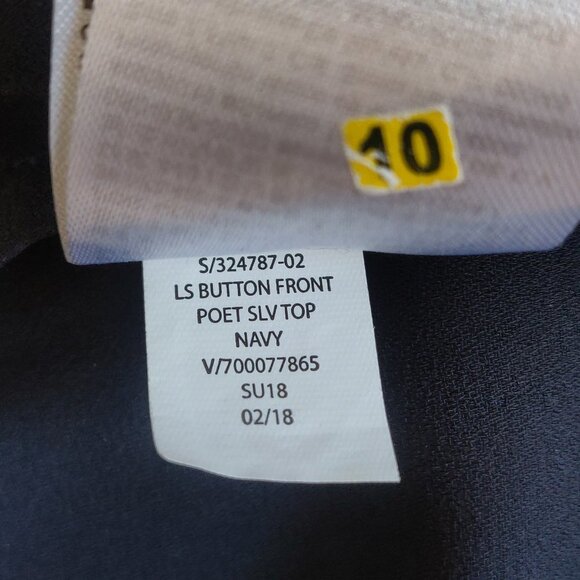 10
S/324787-02
LS BUTTON FRONT
POET SLV TOP
NAVY
V/700077865
SU18
02/18